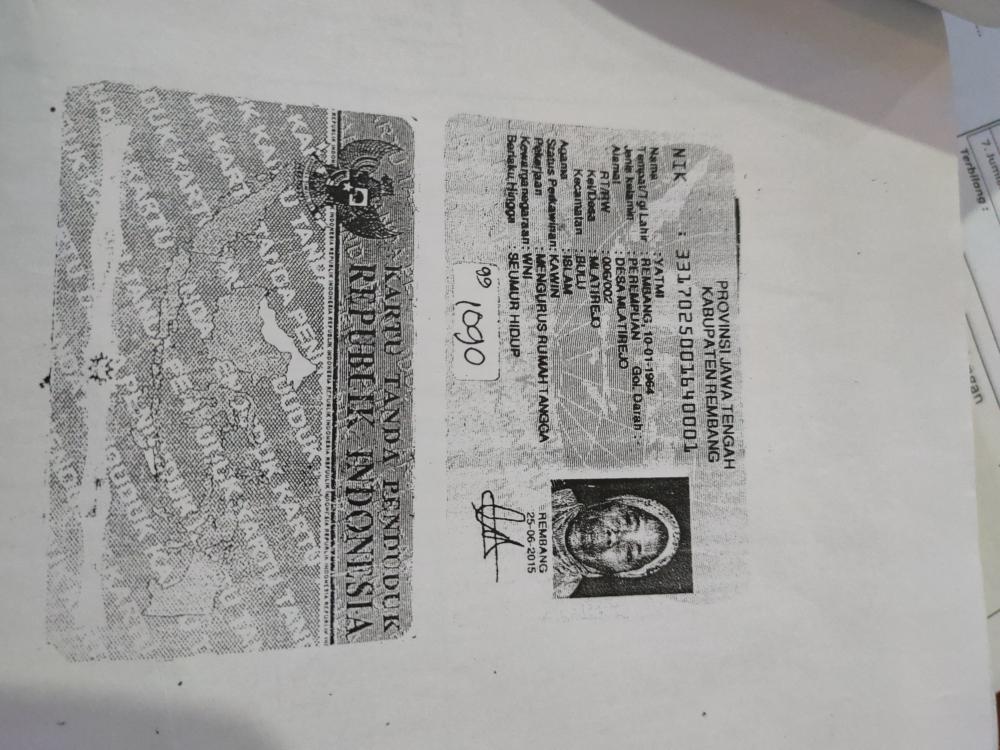 PROVINSI JAWA TENGAH
KABUPATEN REMBANG
NIK : 3317025001640001
Nama : YATMI
Tempat/Tgl Lahir : REMBANG, 10-01-1964
Jenis kelamin : PEREMPUAN Gol. Darah : -
Alamat : DESA MLATIREJO
RT/RW : 006/002
Kel/Desa : MLATIREJO
Kecamatan : BULU
Agama : ISLAM
Status Perkawinan: KAWIN
Pekerjaan : MENGURUS RUMAH TANGGA
Kewarganegaraan: WNI
Berlaku Hingga : SEUMUR HIDUP
REMBANG
25-06-2015
99 1090
KARTU TANDA PENDUDUK
REPUBLIK INDONESIA
7. Juml
Terbilang :